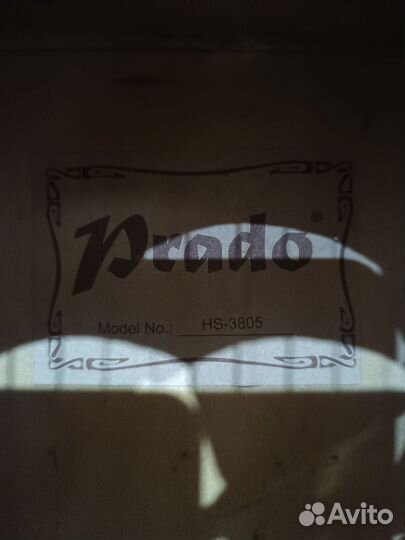 Prado ®
Model No.: HS-3805
Avito